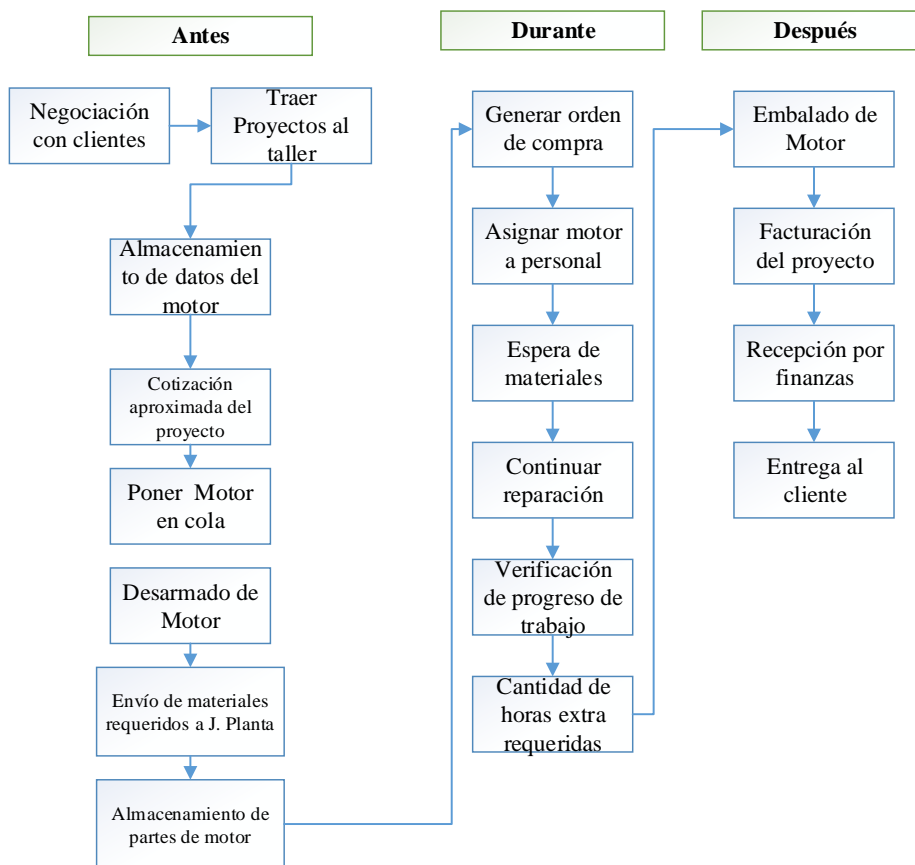 Antes
Negociación
con clientes
Traer
Proyectos al
taller
Almacenamien
to de datos del
motor
Cotización
aproximada del
proyecto
Poner Motor
en cola
Desarmado de
Motor
Envío de materiales
requeridos a J. Planta
Almacenamiento de
partes de motor
Durante
Generar orden
de compra
Asignar motor
a personal
Espera de
materiales
Continuar
reparación
Verificación
de progreso de
trabajo
Cantidad de
horas extra
requeridas
Después
Embalado de
Motor
Facturación
del proyecto
Recepción por
finanzas
Entrega al
cliente